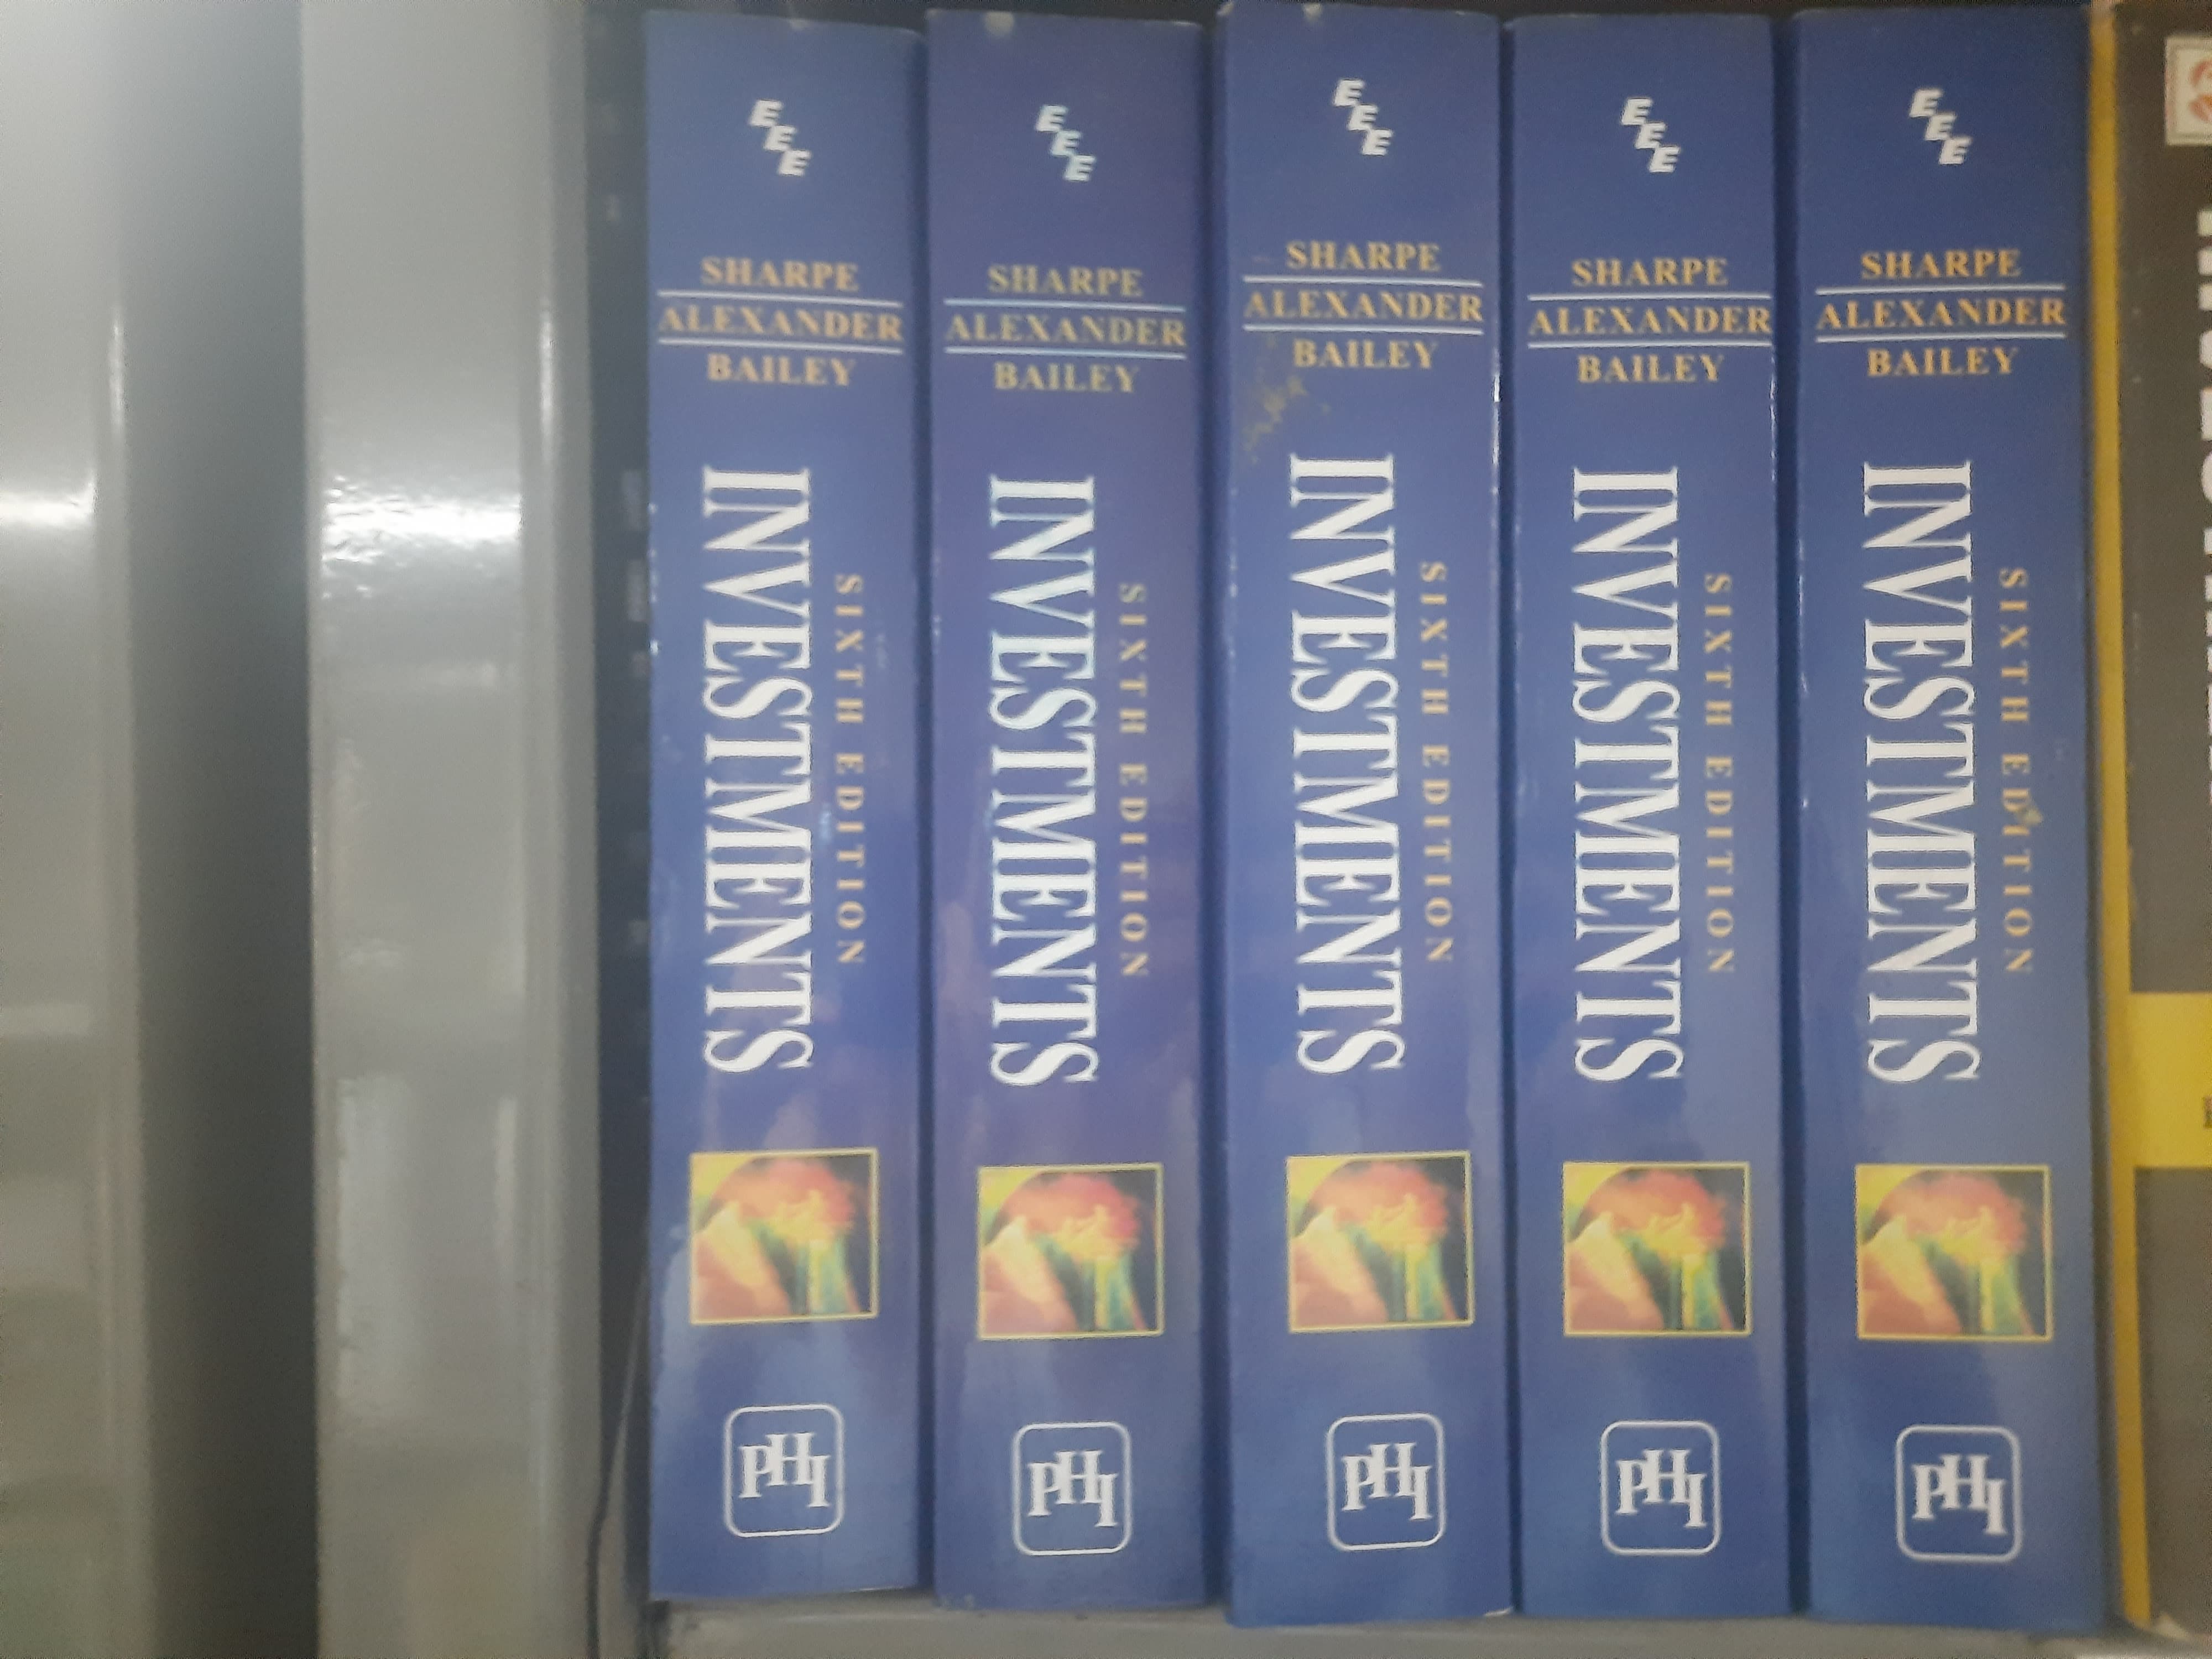 EEE
SHARPE
ALEXANDER
BAILEY
INVESTMENTS
SIXTH EDITION
PHI
EEE
SHARPE
ALEXANDER
BAILEY
INVESTMENTS
SIXTH EDITION
PHI
EEE
SHARPE
ALEXANDER
BAILEY
INVESTMENTS
SIXTH EDITION
PHI
EEE
SHARPE
ALEXANDER
BAILEY
INVESTMENTS
SIXTH EDITION
PHI
EEE
SHARPE
ALEXANDER
BAILEY
INVESTMENTS
SIXTH EDITION
PHI